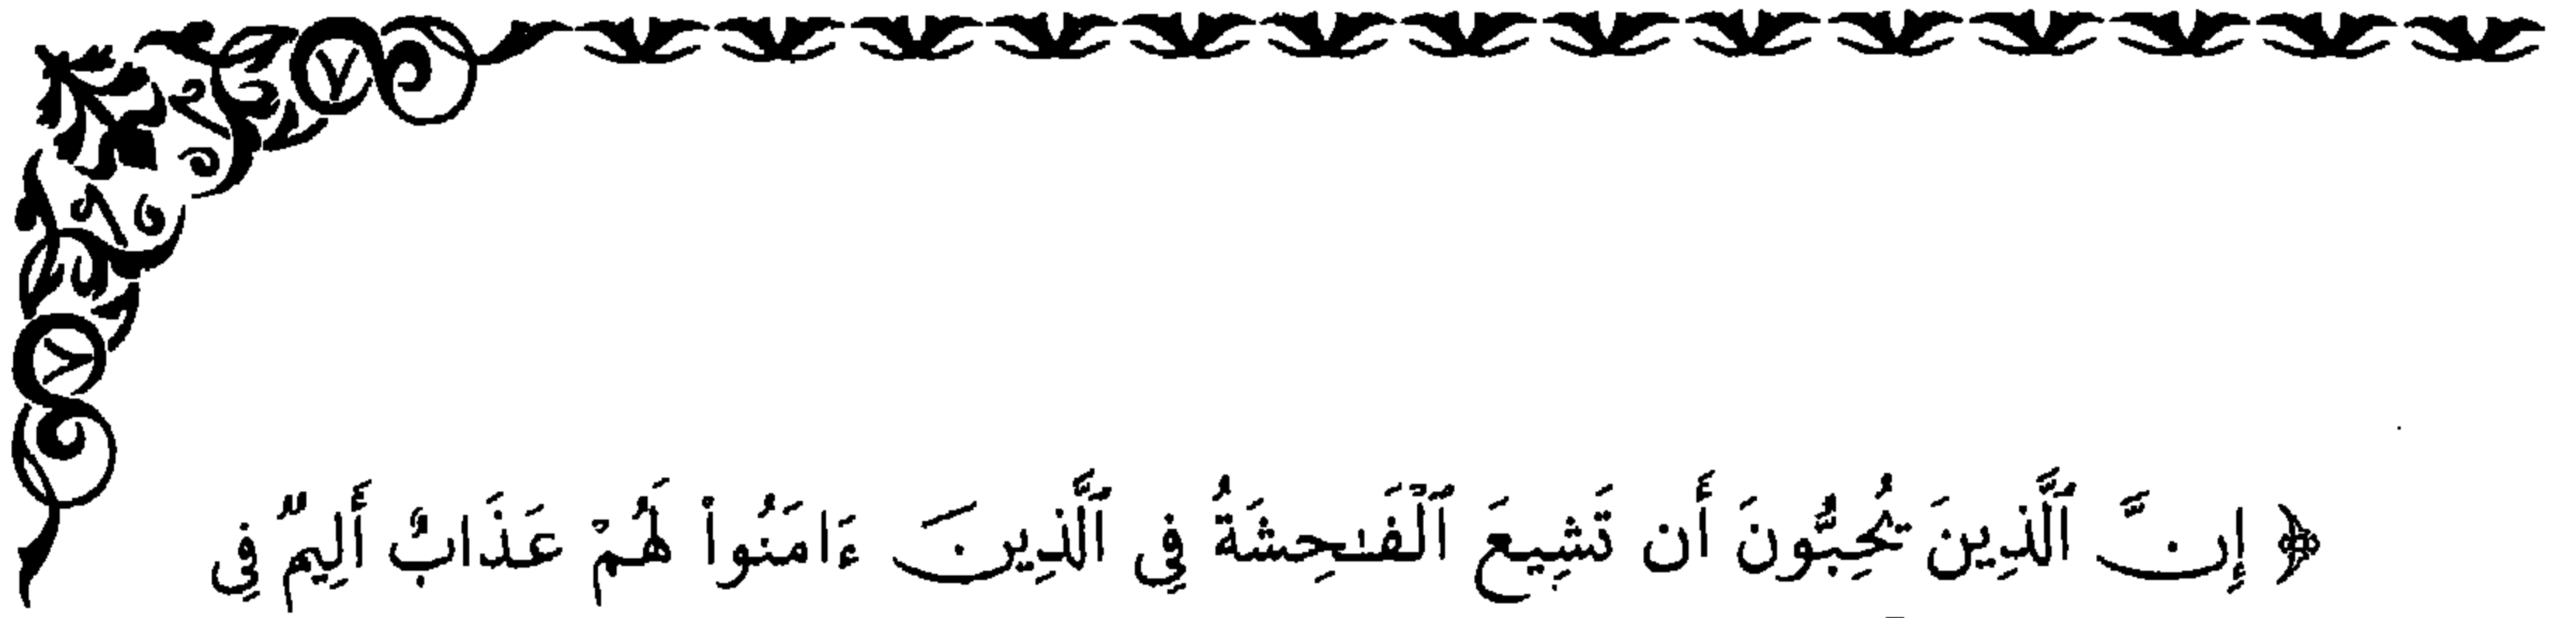 ﴿ إِنَّ ٱلَّذِينَ يُحِبُّونَ أَن تَشِيعَ ٱلْفَـٰحِشَةُ فِى ٱلَّذِينَ ءَامَنُوا۟ لَهُمْ عَذَابٌ أَلِيمٌ فِى